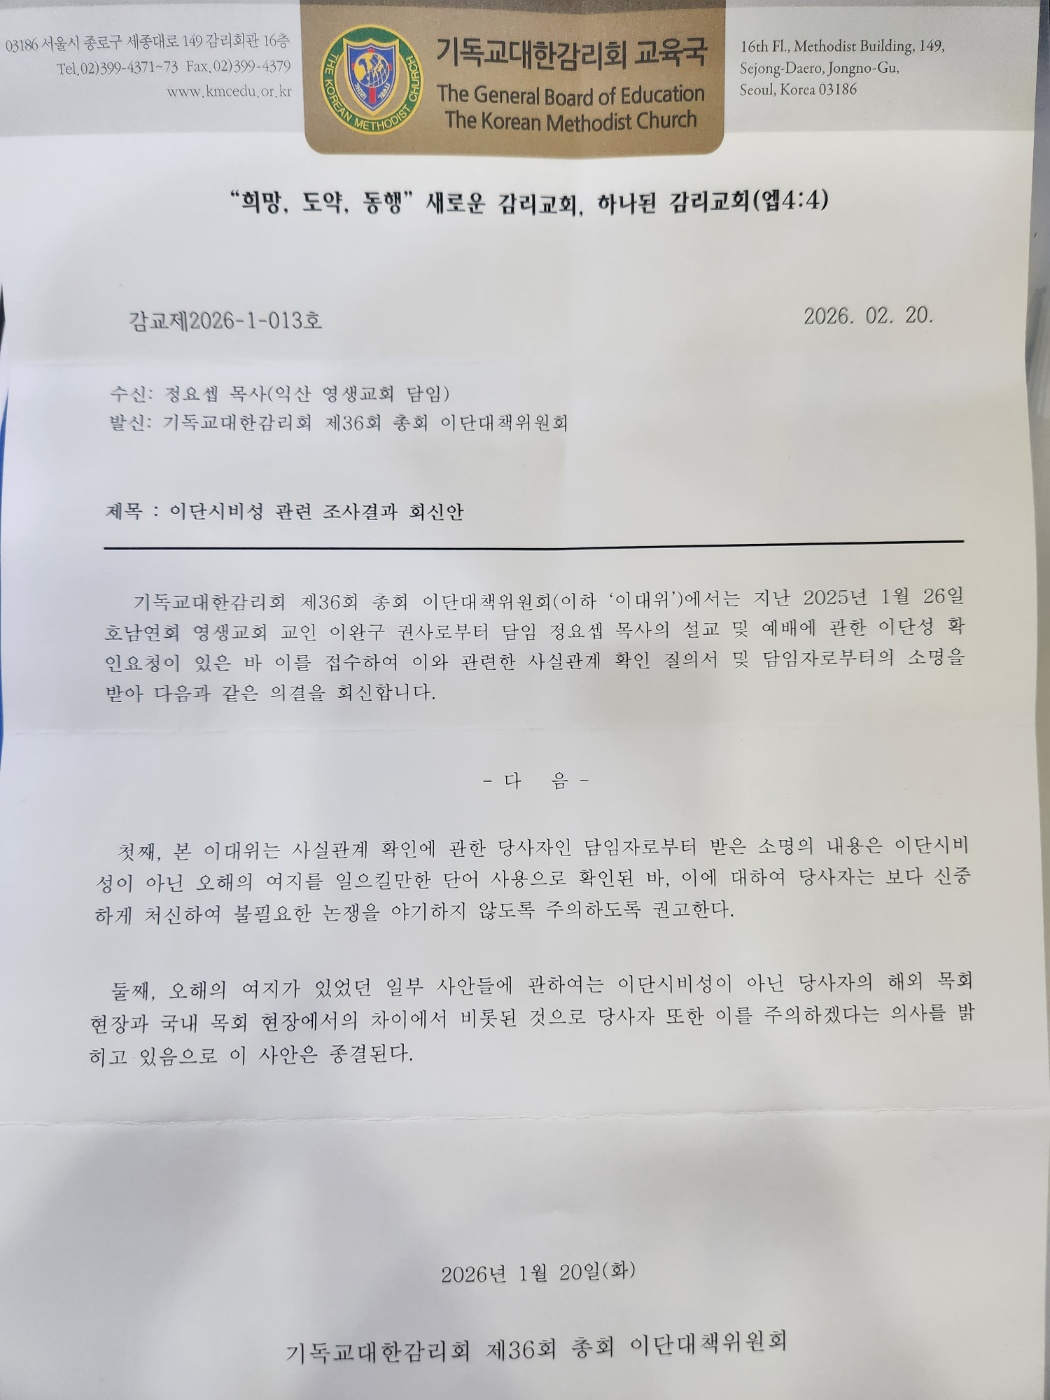 03186 서울시 종로구 세종대로 149 감리회관 16층
Tel.02)399-4371~73 Fax.02)399-4379
www.kmcedu.or.kr
THE KOREAN METHODIST CHURCH
기독교대한감리회 교육국
The General Board of Education
The Korean Methodist Church
16th Fl., Methodist Building, 149,
Sejong-Daero, Jongno-Gu,
Seoul, Korea 03186
“희망, 도약, 동행” 새로운 감리교회, 하나된 감리교회(엡4:4)
감교제2026-1-013호
2026. 02. 20.
수신: 정요셉 목사(익산 영생교회 담임)
발신: 기독교대한감리회 제36회 총회 이단대책위원회
제목 : 이단시비성 관련 조사결과 회신안
기독교대한감리회 제36회 총회 이단대책위원회(이하 ‘이대위’)에서는 지난 2025년 1월 26일
호남연회 영생교회 교인 이완구 권사로부터 담임 정요셉 목사의 설교 및 예배에 관한 이단성 확
인요청이 있은 바 이를 접수하여 이와 관련한 사실관계 확인 질의서 및 담임자로부터의 소명을
받아 다음과 같은 의결을 회신합니다.
- 다 음 -
첫째, 본 이대위는 사실관계 확인에 관한 당사자인 담임자로부터 받은 소명의 내용은 이단시비
성이 아닌 오해의 여지를 일으킬만한 단어 사용으로 확인된 바, 이에 대하여 당사자는 보다 신중
하게 처신하여 불필요한 논쟁을 야기하지 않도록 주의하도록 권고한다.
둘째, 오해의 여지가 있었던 일부 사안들에 관하여는 이단시비성이 아닌 당사자의 해외 목회
현장과 국내 목회 현장에서의 차이에서 비롯된 것으로 당사자 또한 이를 주의하겠다는 의사를 밝
히고 있음으로 이 사안은 종결된다.
2026년 1월 20일(화)
기독교대한감리회 제36회 총회 이단대책위원회